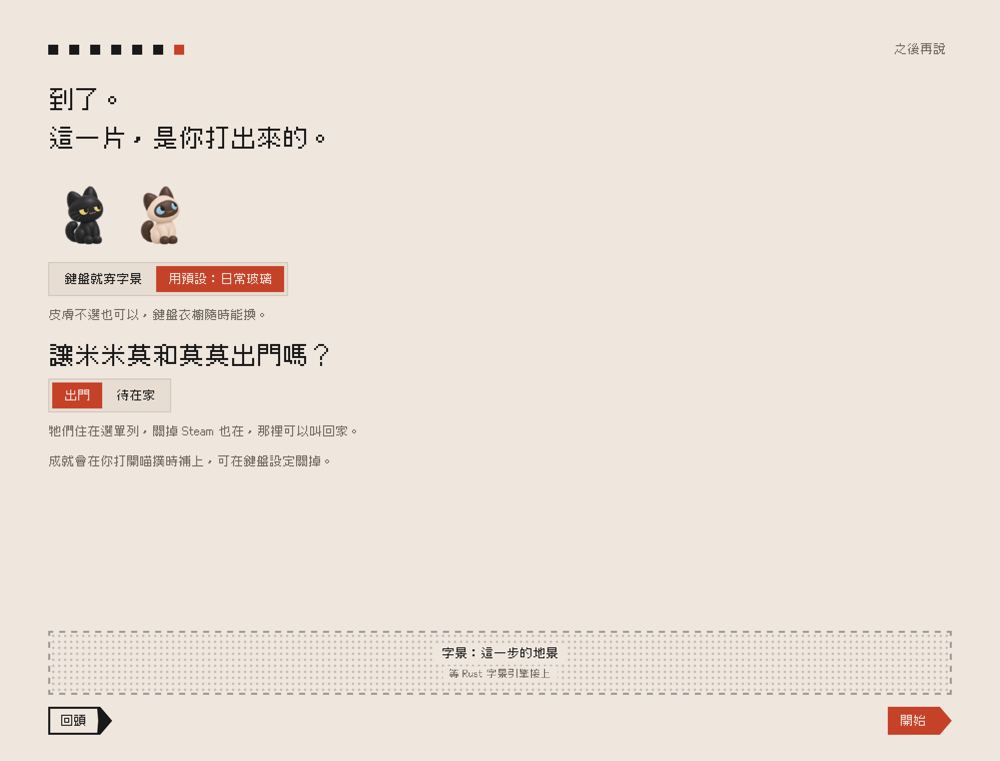 之後再說
到了。
這一片，是你打出來的。
鍵盤就穿字景
用預設：日常玻璃
皮膚不選也可以，鍵盤衣櫥隨時能換。
讓米米莫和莫莫出門嗎？
出門
待在家
牠們住在選單列，關掉 Steam 也在，那裡可以叫回家。
成就會在你打開喵撲時補上，可在鍵盤設定關掉。
字景：這一步的地景
等 Rust 字景引擎接上
回頭
開始